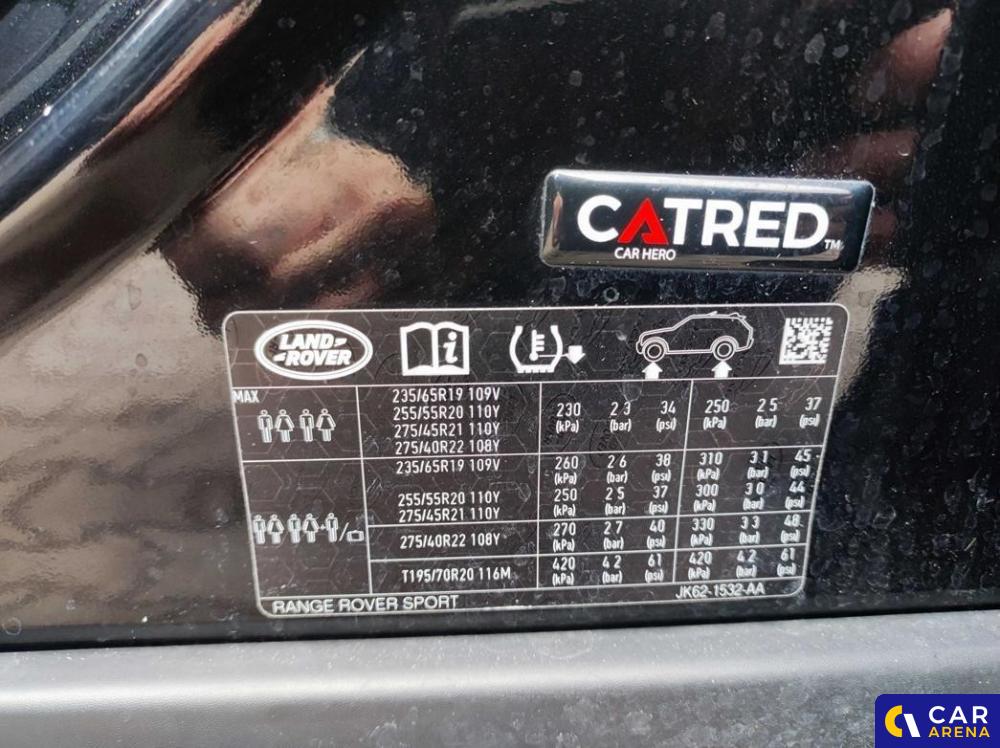 CATRED TM
CAR HERO
LAND-
-ROVER
MAX
235/65R19 109V
255/55R20 110Y
275/45R21 110Y
275/40R22 108Y
230 2 3 34 250 2 5 37
(kPa) (bar) (psi) (kPa) (bar) (psi)
235/65R19 109V 260 2 6 38 310 3.1 45
(kPa) (bar) (psi) (kPa) (bar) (psi)
255/55R20 110Y 250 2 5 37 300 3 0 44
275/45R21 110Y (kPa) (bar) (psi) (kPa) (bar) (psi)
275/40R22 108Y 270 2.7 40 330 3 3 48
(kPa) (bar) (psi) (kPa) (bar) (psi)
T195/70R20 116M 420 4 2 61 420 4 2 61
(kPa) (bar) (psi) (kPa) (bar) (psi)
RANGE ROVER SPORT JK62-1532-AA
CAR
ARENA